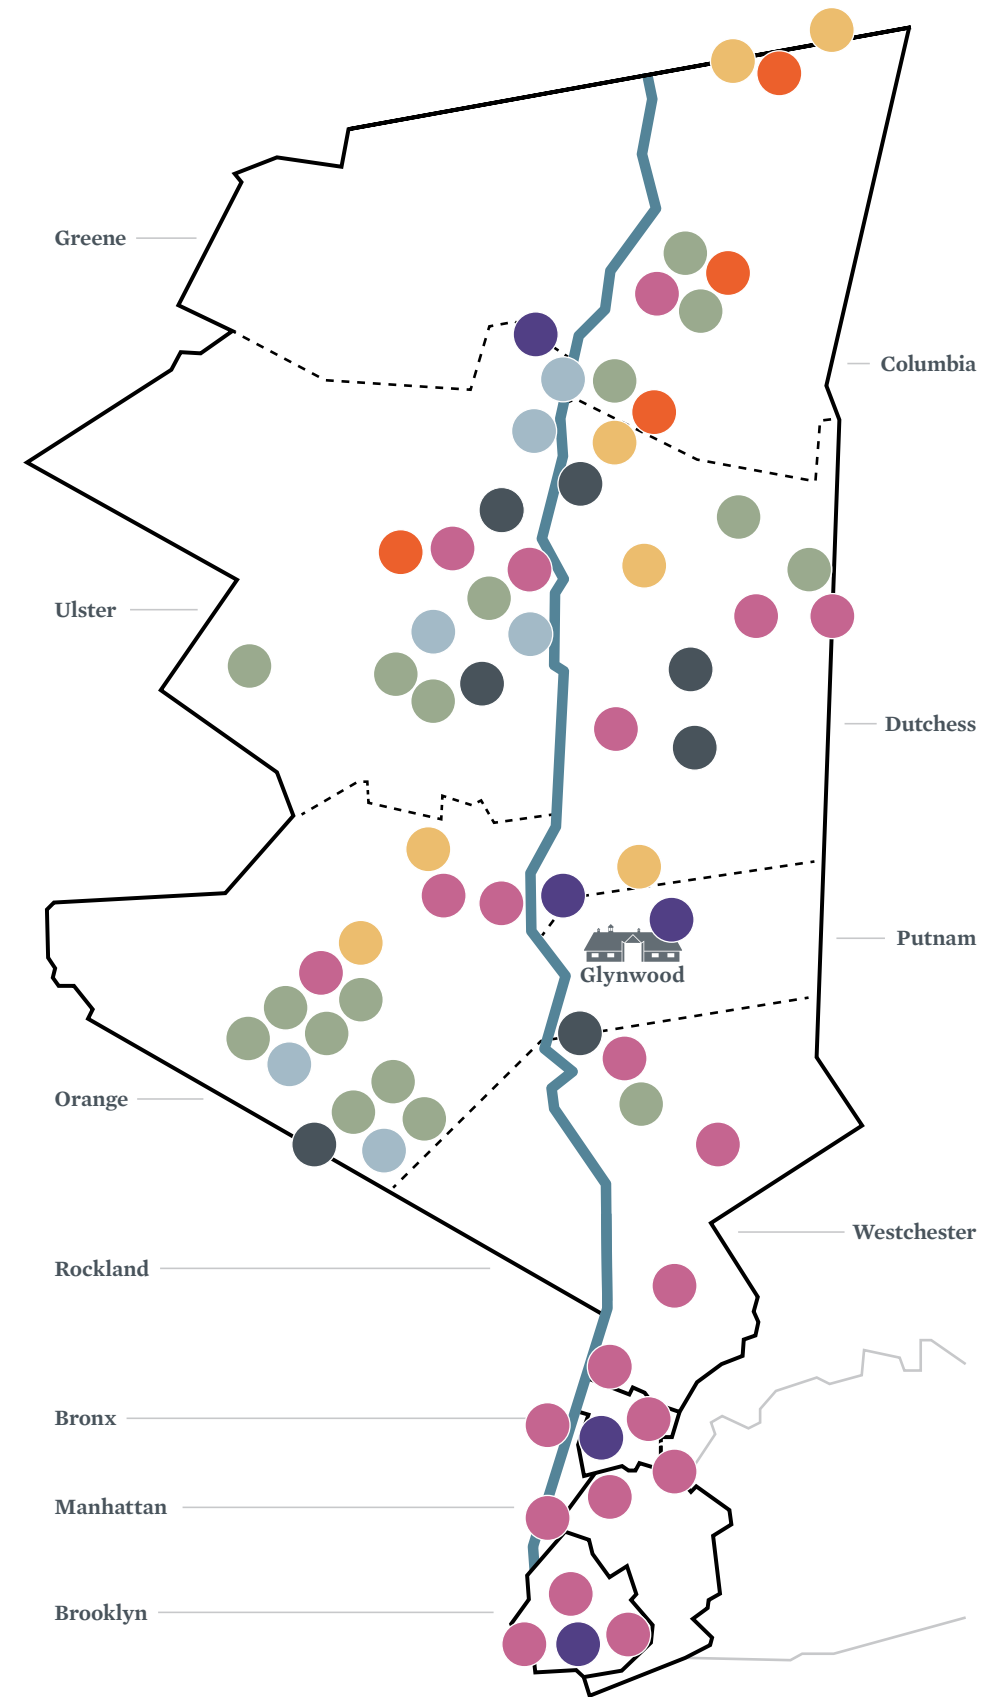 Greene
Columbia
Ulster
Dutchess
Putnam
Glynwood
Orange
Westchester
Rockland
Bronx
Manhattan
Brooklyn